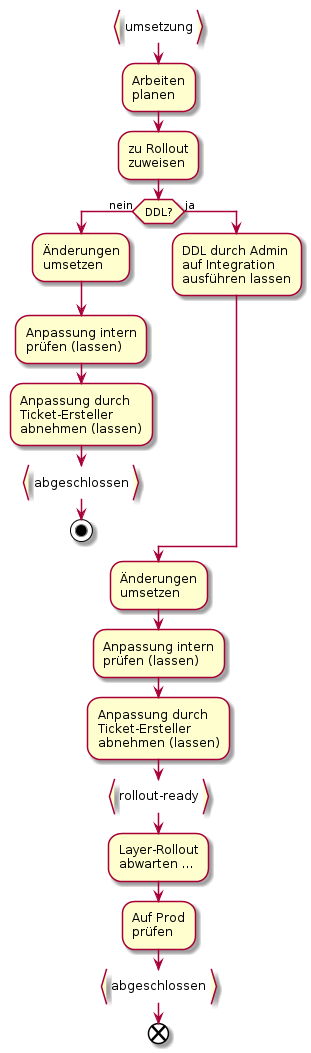 umsetzung
Arbeiten
planen
zu Rollout
zuweisen
nein
DDL?
ja
Änderungen
umsetzen
DDL durch Admin
auf Integration
ausführen lassen
Anpassung intern
prüfen (lassen)
Anpassung durch
Ticket-Ersteller
abnehmen (lassen)
abgeschlossen
Änderungen
umsetzen
Anpassung intern
prüfen (lassen)
Anpassung durch
Ticket-Ersteller
abnehmen (lassen)
rollout-ready
Layer-Rollout
abwarten ...
Auf Prod
prüfen
abgeschlossen